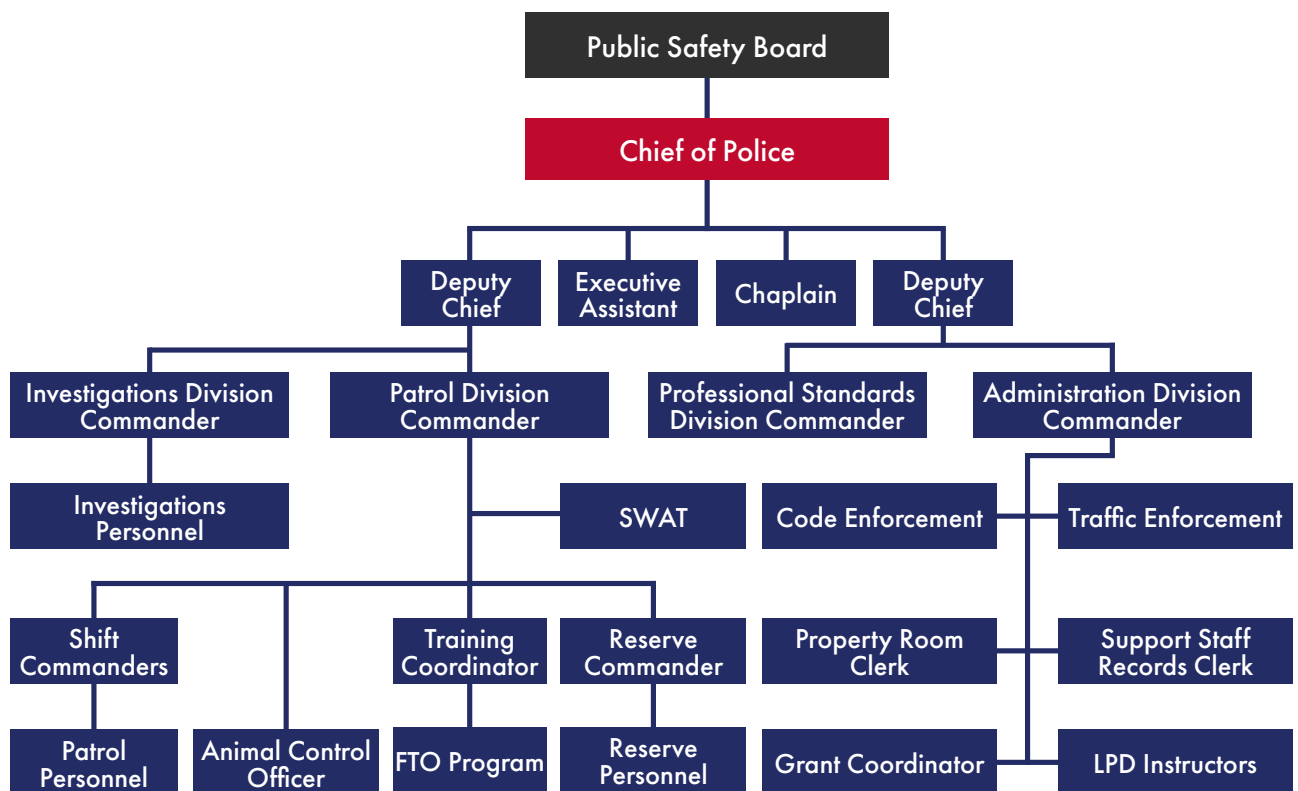 Public Safety Board
Chief of Police
Deputy
Chief
Executive
Assistant
Chaplain
Deputy
Chief
Investigations Division
Commander
Patrol Division
Commander
Professional Standards
Division Commander
Administration Division
Commander
Investigations
Personnel
SWAT
Code Enforcement
Traffic Enforcement
Shift
Commanders
Training
Coordinator
Reserve
Commander
Property Room
Clerk
Support Staff
Records Clerk
Patrol
Personnel
Animal Control
Officer
FTO Program
Reserve
Personnel
Grant Coordinator
LPD Instructors